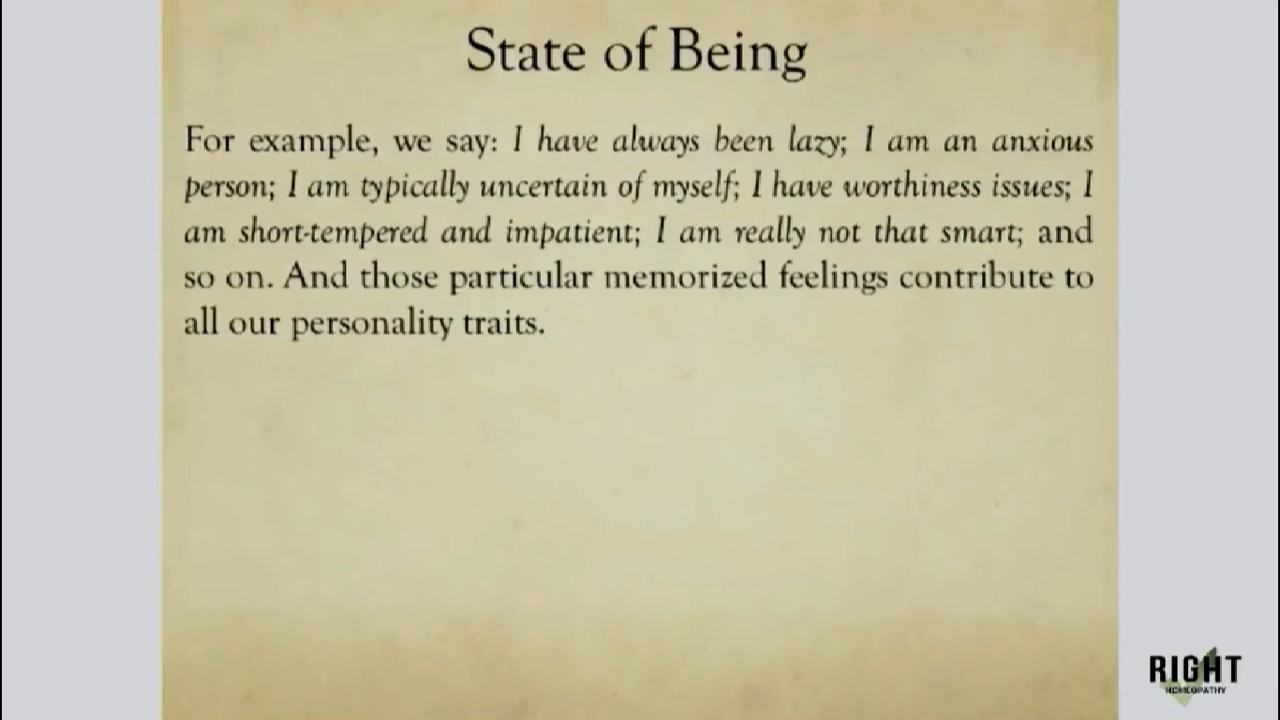 State of Being
For example, we say: I have always been lazy; I am an anxious
person; I am typically uncertain of myself; I have worthiness issues; I
am short-tempered and impatient; I am really not that smart; and
so on. And those particular memorized feelings contribute to
all our personality traits.
RIGHT
HOMEOPATHY